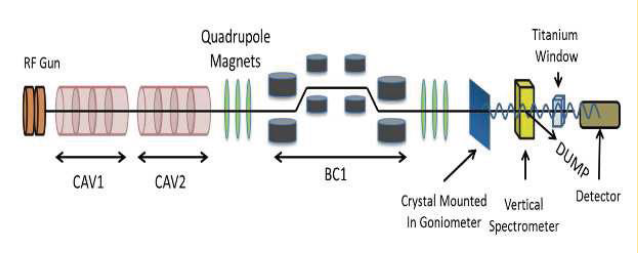 Quadrupole
Magnets
Titanium
Window
RF Gun
CAV1
CAV2
BC1
Crystal Mounted
In Goniometer
Vertical
Spectrometer
DUMP
Detector